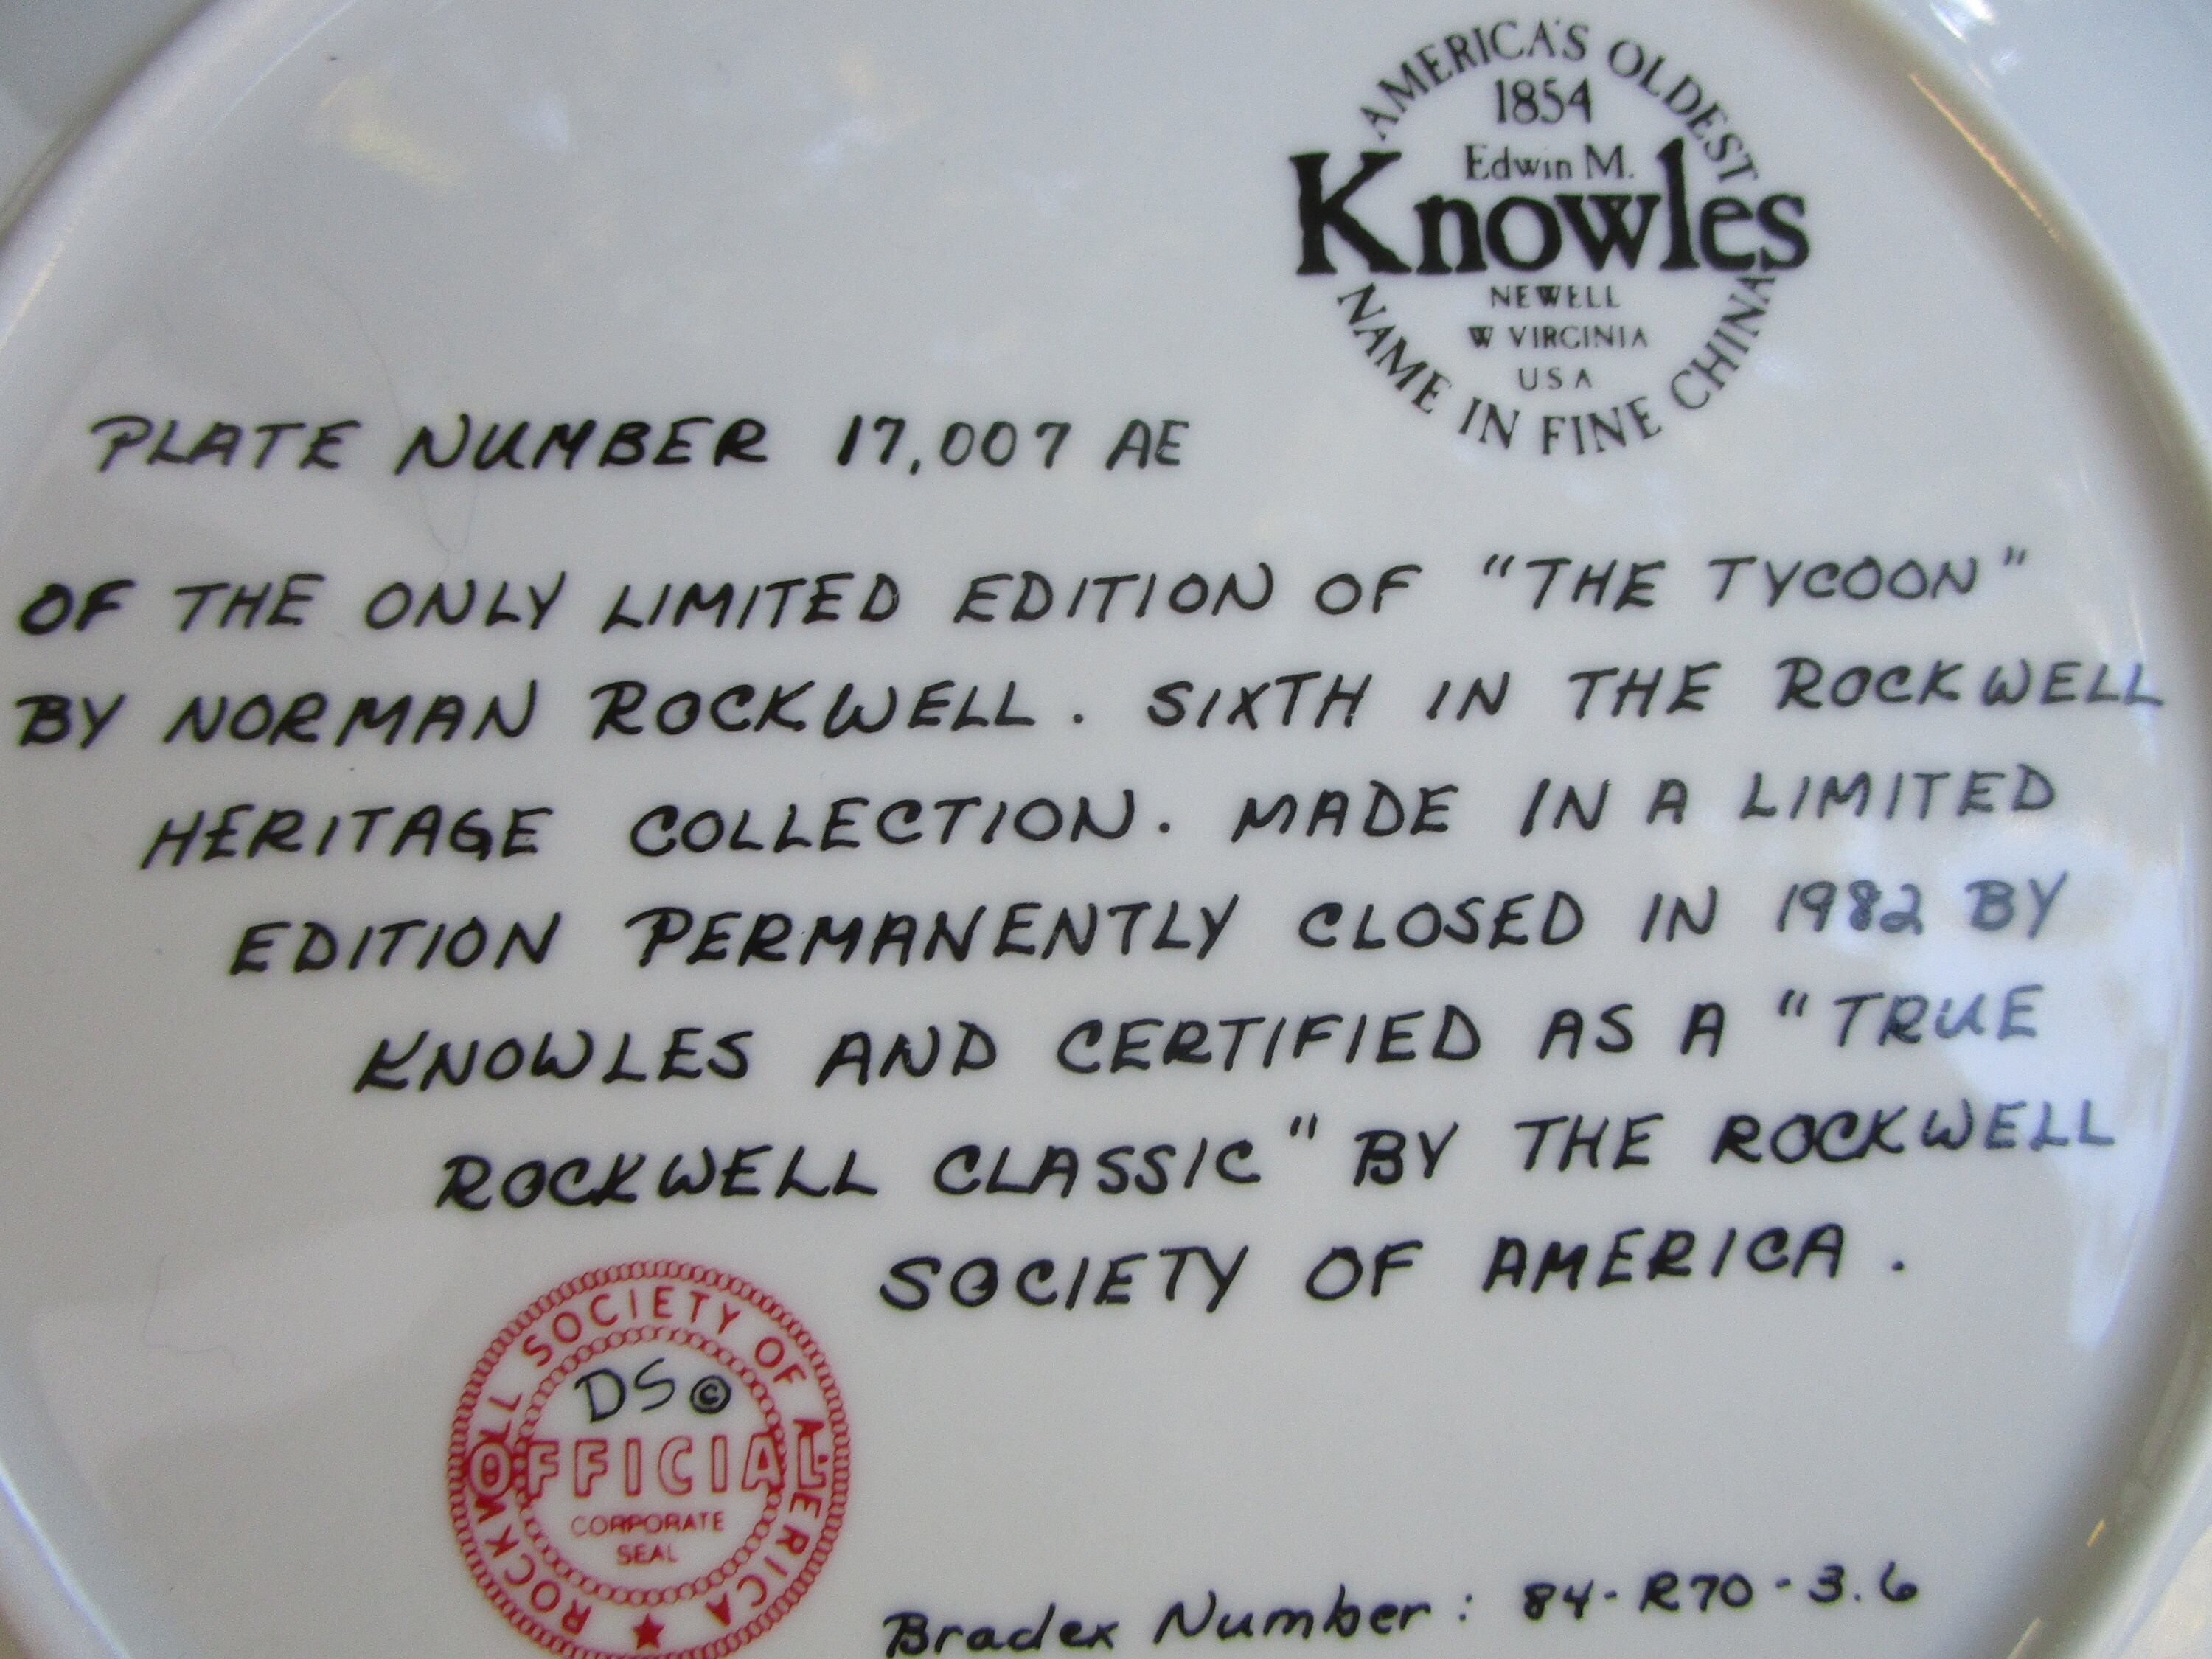 AMERICA'S OLDEST
1854
Edwin M.
Knowles
NEWELL
W VIRGINIA
USA
NAME IN FINE CHINA
PLATE NUMBER 17,007 AE
OF THE ONLY LIMITED EDITION OF "THE TYCOON"
BY NORMAN ROCKWELL. SIXTH IN THE ROCKWELL
HERITAGE COLLECTION. MADE IN A LIMITED
EDITION PERMANENTLY CLOSED IN 1982 BY
KNOWLES AND CERTIFIED AS A "TRUE
ROCKWELL CLASSIC" BY THE ROCKWELL
SOCIETY OF AMERICA.
ROCKWELL SOCIETY OF AMERICA
DS©
OFFICIAL
CORPORATE
SEAL
Bradex Number: 84-R70-3.6